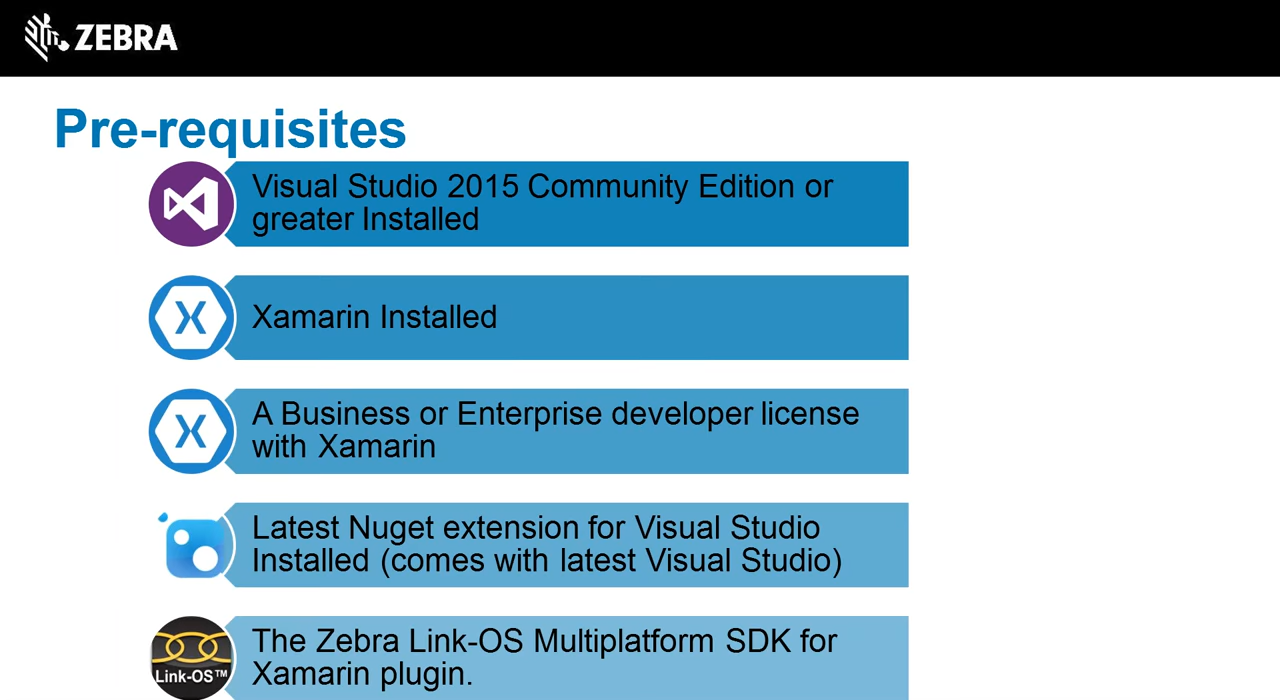 ZEBRA
Pre-requisites
Visual Studio 2015 Community Edition or
greater Installed
Xamarin Installed
A Business or Enterprise developer license
with Xamarin
Latest Nuget extension for Visual Studio
Installed (comes with latest Visual Studio)
The Zebra Link-OS Multiplatform SDK for
Xamarin plugin.
Link-OS™